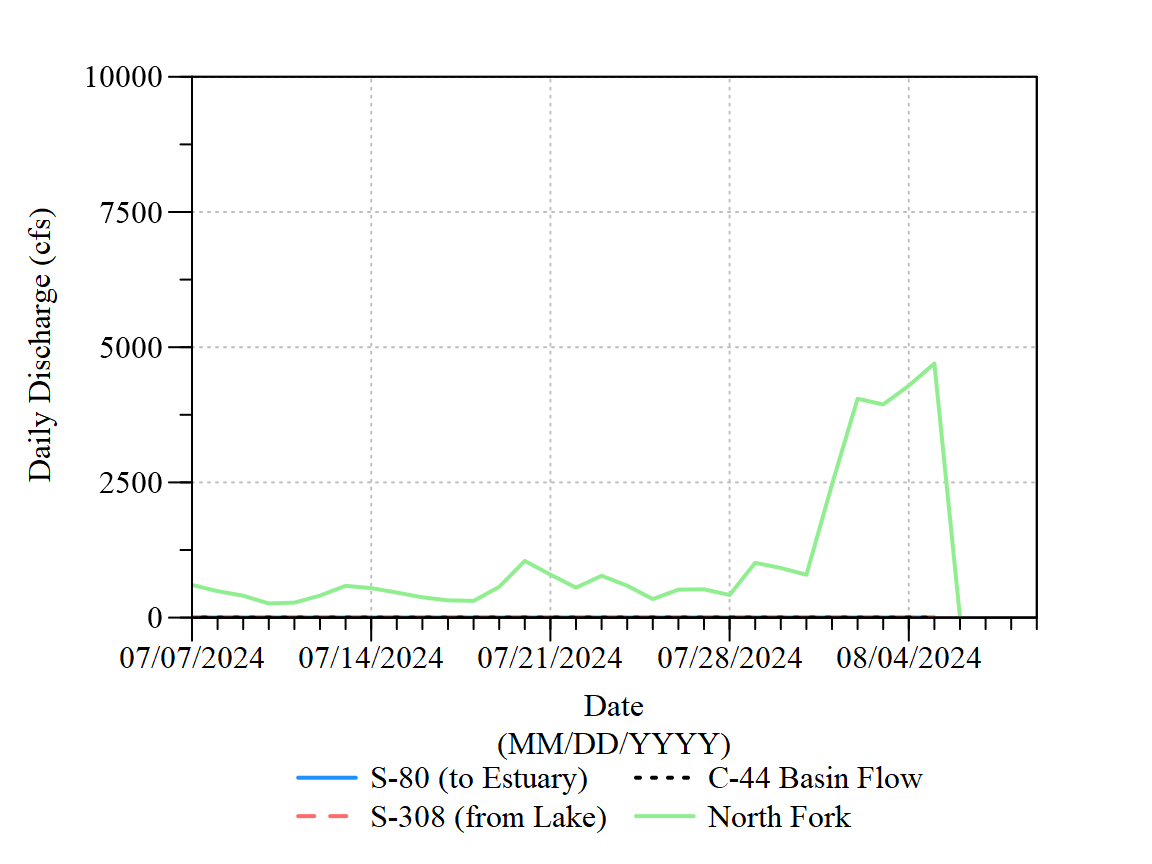 10000
7500
5000
2500
0
Daily Discharge (cfs)
07/07/2024 07/14/2024 07/21/2024 07/28/2024 08/04/2024
Date
(MM/DD/YYYY)
S-80 (to Estuary) C-44 Basin Flow
S-308 (from Lake) North Fork